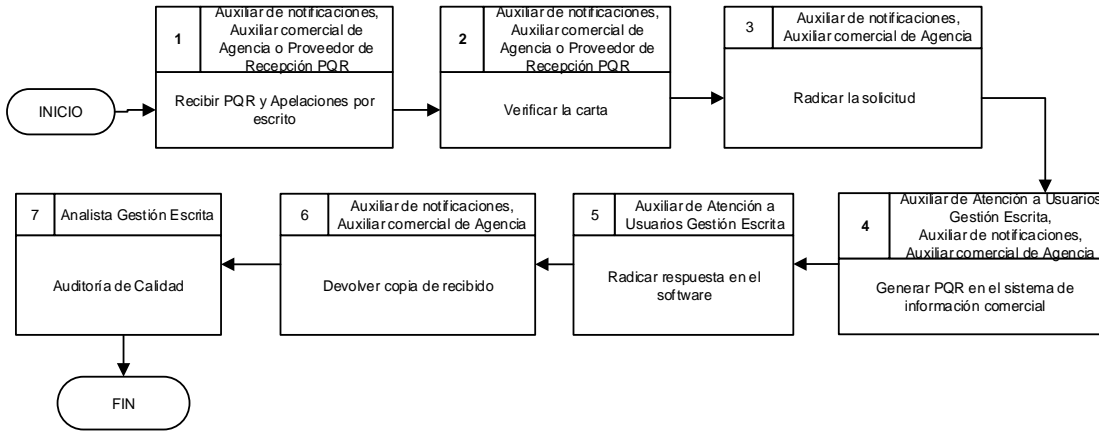 INICIO
1
Auxiliar de notificaciones,
Auxiliar comercial de
Agencia o Proveedor de
Recepción PQR
Recibir PQR y Apelaciones por
escrito
2
Auxiliar de notificaciones,
Auxiliar comercial de
Agencia o Proveedor de
Recepción PQR
Verificar la carta
3
Auxiliar de notificaciones,
Auxiliar comercial de Agencia
Radicar la solicitud
4
Auxiliar de Atención a Usuarios
Gestión Escrita,
Auxiliar de notificaciones,
Auxiliar comercial de Agencia
Generar PQR en el sistema de
información comercial
5
Auxiliar de Atención a
Usuarios Gestión Escrita
Radicar respuesta en el
software
6
Auxiliar de notificaciones,
Auxiliar comercial de Agencia
Devolver copia de recibido
7
Analista Gestión Escrita
Auditoría de Calidad
FIN